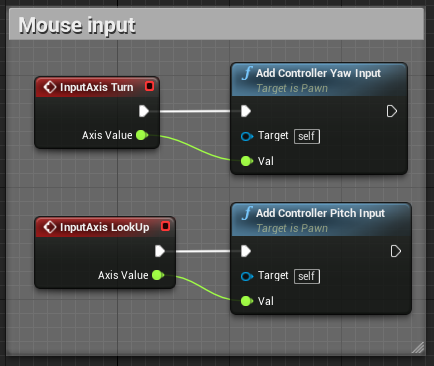 Mouse input
InputAxis Turn
Axis Value
Add Controller Yaw Input
Target is Pawn
Target self
Val
InputAxis LookUp
Axis Value
Add Controller Pitch Input
Target is Pawn
Target self
Val